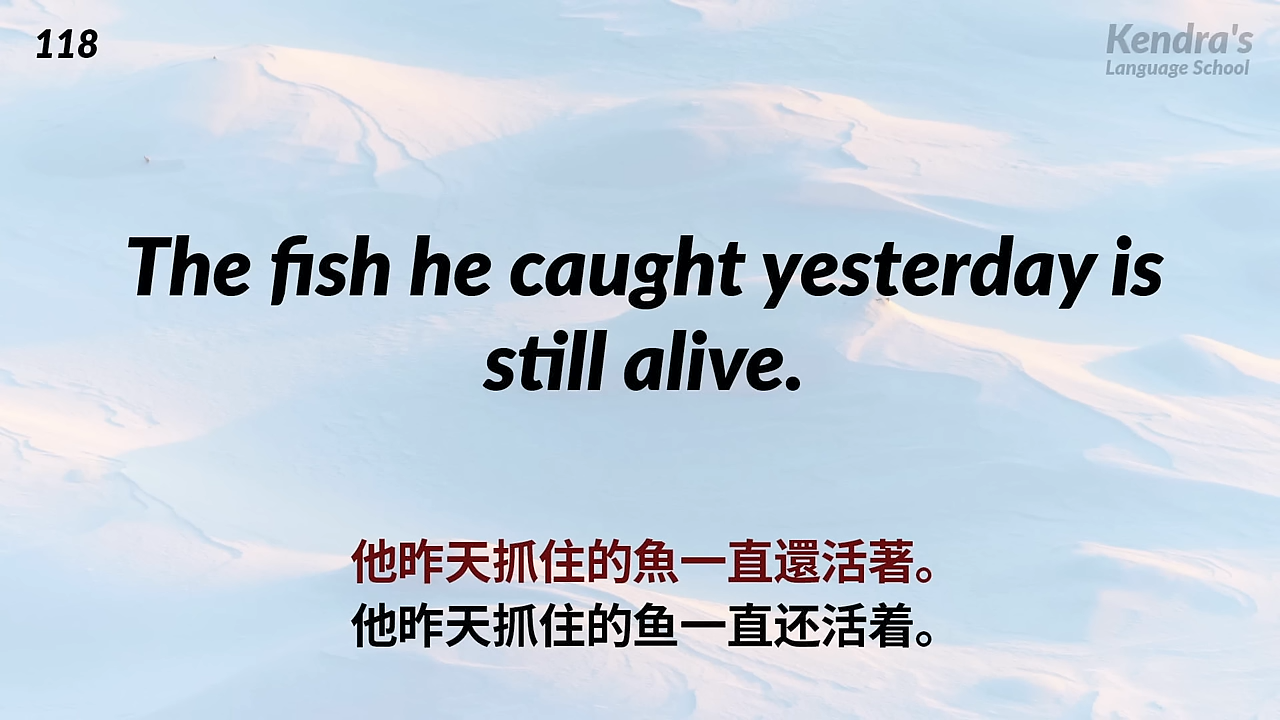 118
Kendra's
Language School
The fish he caught yesterday is
still alive.
他昨天抓住的魚一直還活著。
他昨天抓住的鱼一直还活着。